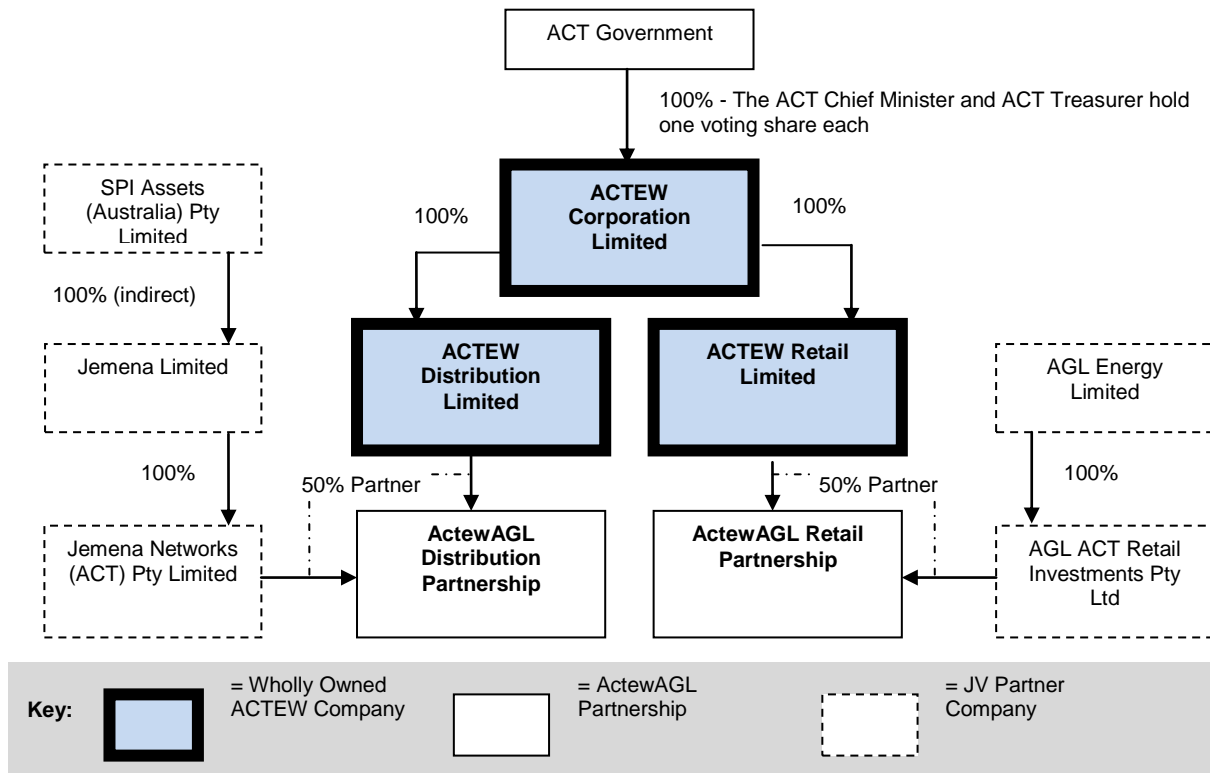 ACT Government
100% - The ACT Chief Minister and ACT Treasurer hold
one voting share each
SPI Assets
(Australia) Pty
Limited
ACTEW
Corporation
Limited
100%
100%
100% (indirect)
Jemena Limited
ACTEW
Distribution
Limited
ACTEW Retail
Limited
AGL Energy
Limited
100%
50% Partner
50% Partner
100%
Jemena Networks
(ACT) Pty Limited
ActewAGL
Distribution
Partnership
ActewAGL Retail
Partnership
AGL ACT Retail
Investments Pty
Ltd
Key:
= Wholly Owned
ACTEW Company
= ActewAGL
Partnership
= JV Partner
Company